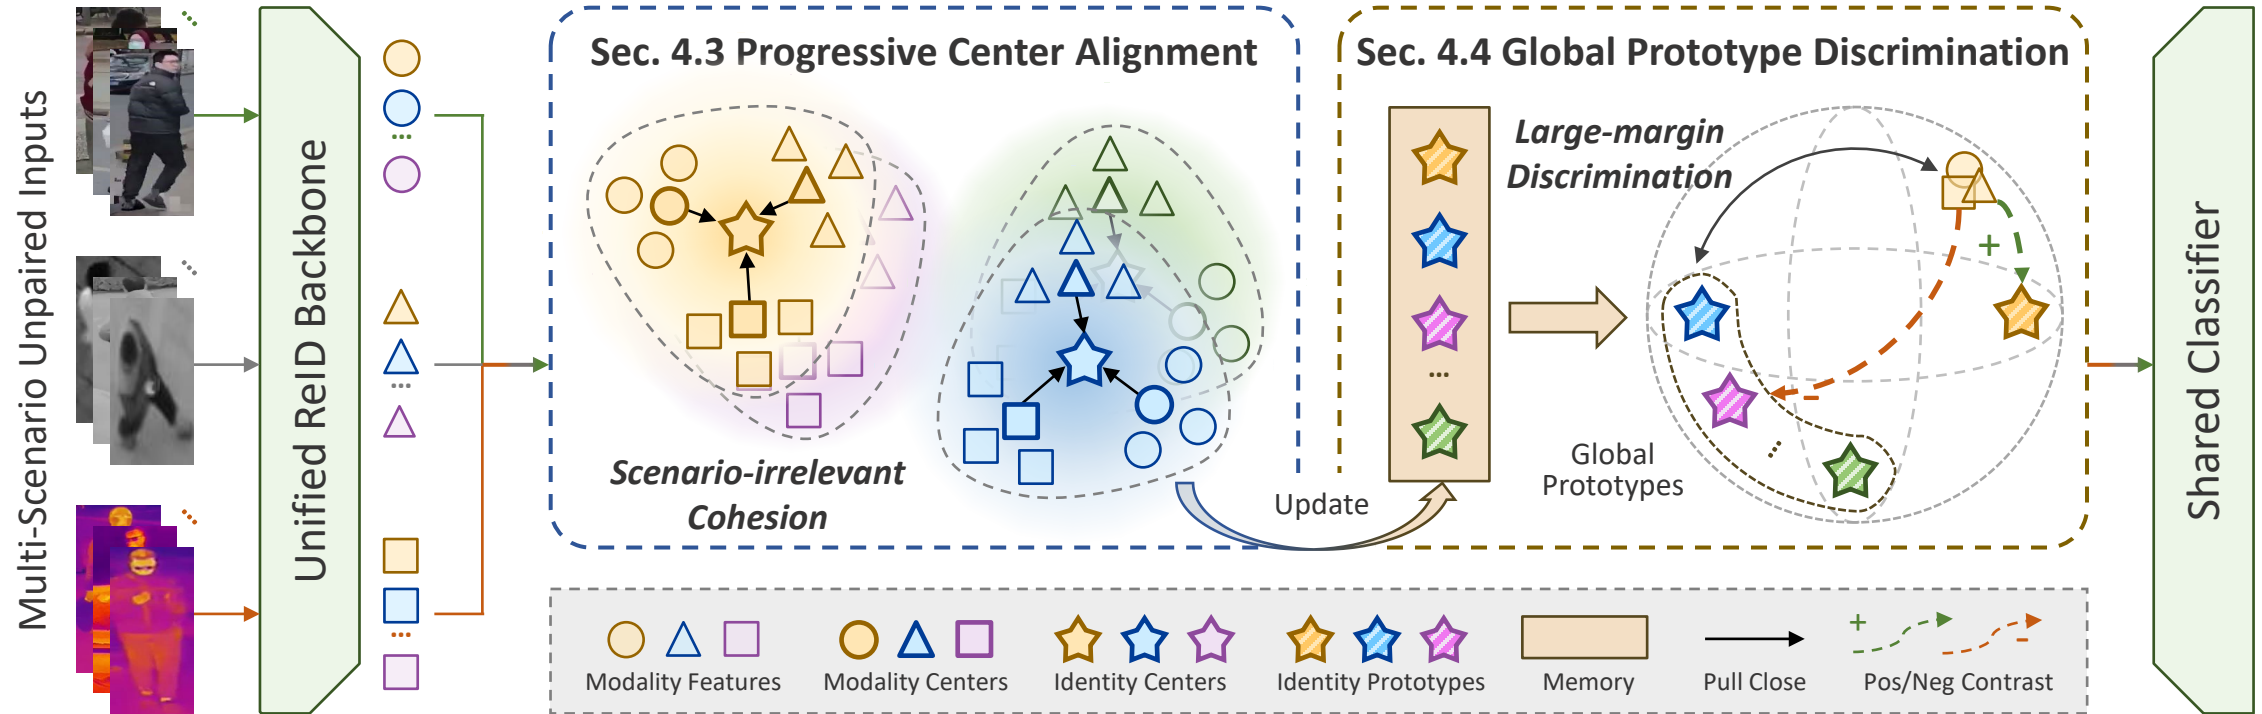 Multi-Scenario Unpaired Inputs
Unified ReID Backbone
...
...
...
Sec. 4.3 Progressive Center Alignment
Scenario-irrelevant
Cohesion
Update
Sec. 4.4 Global Prototype Discrimination
...
Large-margin
Discrimination
+
–
...
Global
Prototypes
Shared Classifier
Modality Features
Modality Centers
Identity Centers
Identity Prototypes
Memory
Pull Close
+
–
Pos/Neg Contrast